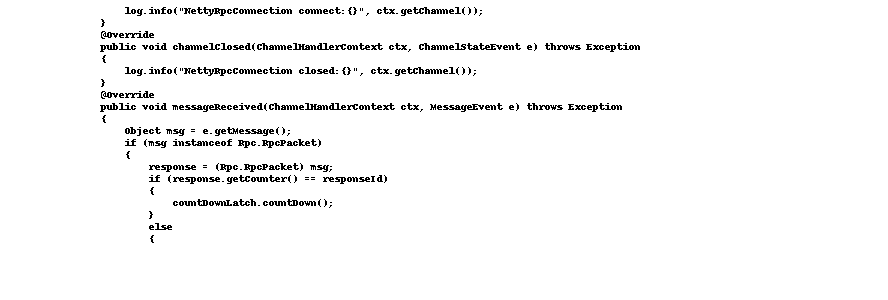 log.info("NettyRpcConnection connect:{}", ctx.getChannel());
}
@Override
public void channelClosed(ChannelHandlerContext ctx, ChannelStateEvent e) throws Exception
{
log.info("NettyRpcConnection closed:{}", ctx.getChannel());
}
@Override
public void messageReceived(ChannelHandlerContext ctx, MessageEvent e) throws Exception
{
Object msg = e.getMessage();
if (msg instanceof Rpc.RpcPacket)
{
response = (Rpc.RpcPacket) msg;
if (response.getCounter() == responseId)
{
countDownLatch.countDown();
}
else
{